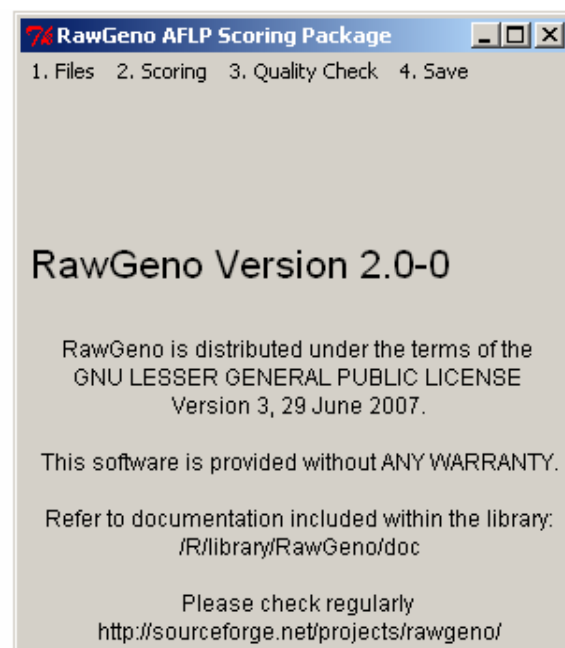 RawGeno AFLP Scoring Package
1. Files 2. Scoring 3. Quality Check 4. Save
RawGeno Version 2.0-0
RawGeno is distributed under the terms of the
GNU LESSER GENERAL PUBLIC LICENSE
Version 3, 29 June 2007.
This software is provided without ANY WARRANTY.
Refer to documentation included within the library:
/R/library/RawGeno/doc
Please check regularly
http://sourceforge.net/projects/rawgeno/